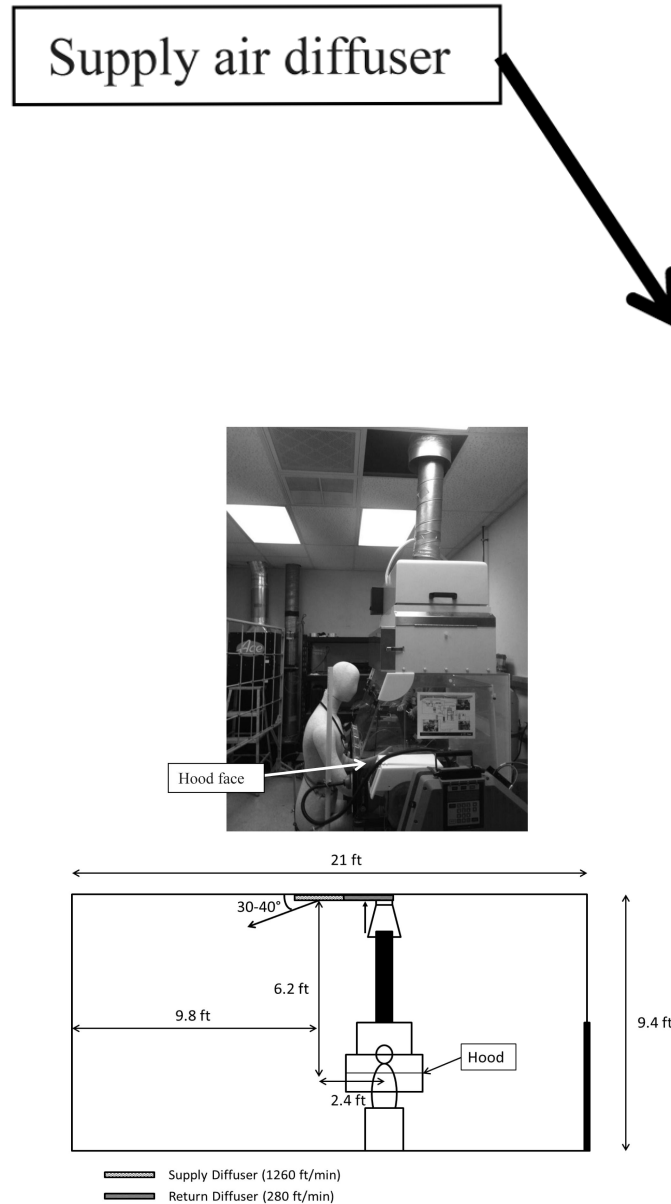 Supply air diffuser
Ace
Hood face
21 ft
30-40°
6.2 ft
9.8 ft
9.4 ft
Hood
2.4 ft
Supply Diffuser (1260 ft/min)
Return Diffuser (280 ft/min)